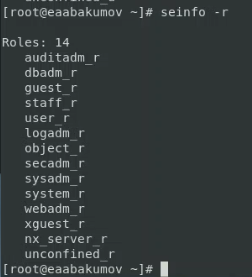 [root@eaabakumov ~]# seinfo -r
Roles: 14
auditadm_r
dbadm_r
guest_r
staff_r
user_r
logadm_r
object_r
secadm_r
sysadm_r
system_r
webadm_r
xguest_r
nx_server_r
unconfined_r
[root@eaabakumov ~]#